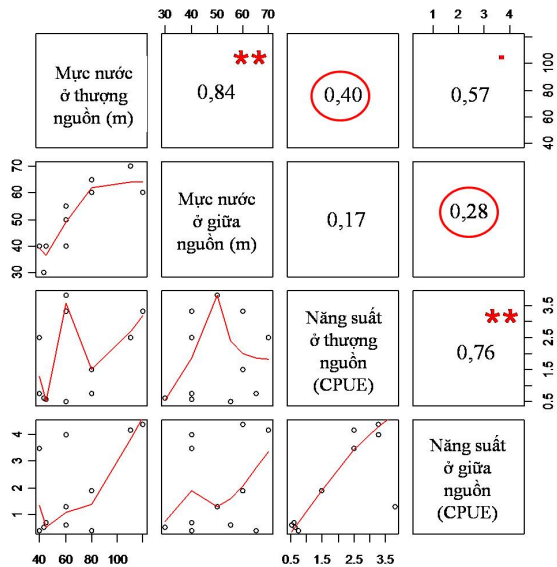 30 40 50 60 70
1 2 3 4
Mực nước
ở thượng
nguồn (m)
0,84
**
0,40
0,57
40 60 80 100
30 40 50 60 70
Mực nước
ở giữa
nguồn (m)
0,17
0,28
Năng suất
ở thượng
nguồn
(CPUE)
0,76
**
0.5 1.5 2.5 3.5
1 2 3 4
Năng suất
ở giữa
nguồn
(CPUE)
40 60 80 100
0.5 1.5 2.5 3.5